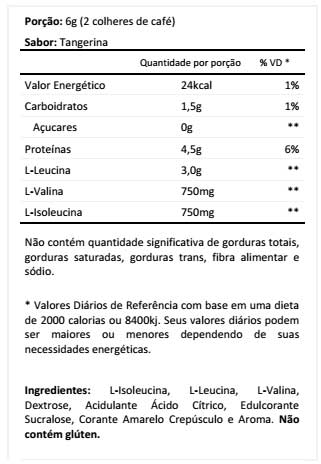 Porção: 6g (2 colheres de café)
Sabor: Tangerina
Quantidade por porção % VD *
Valor Energético 24kcal 1%
Carboidratos 1,5g 1%
Açucares 0g **
Proteínas 4,5g 6%
L-Leucina 3,0g **
L-Valina 750mg **
L-Isoleucina 750mg **
Não contém quantidade significativa de gorduras totais,
gorduras saturadas, gorduras trans, fibra alimentar e
sódio.
* Valores Diários de Referência com base em uma dieta
de 2000 calorias ou 8400kj. Seus valores diários podem
ser maiores ou menores dependendo de suas
necessidades energéticas.
Ingredientes: L-Isoleucina, L-Leucina, L-Valina,
Dextrose, Acidulante Ácido Cítrico, Edulcorante
Sucralose, Corante Amarelo Crepúsculo e Aroma. Não
contém glúten.